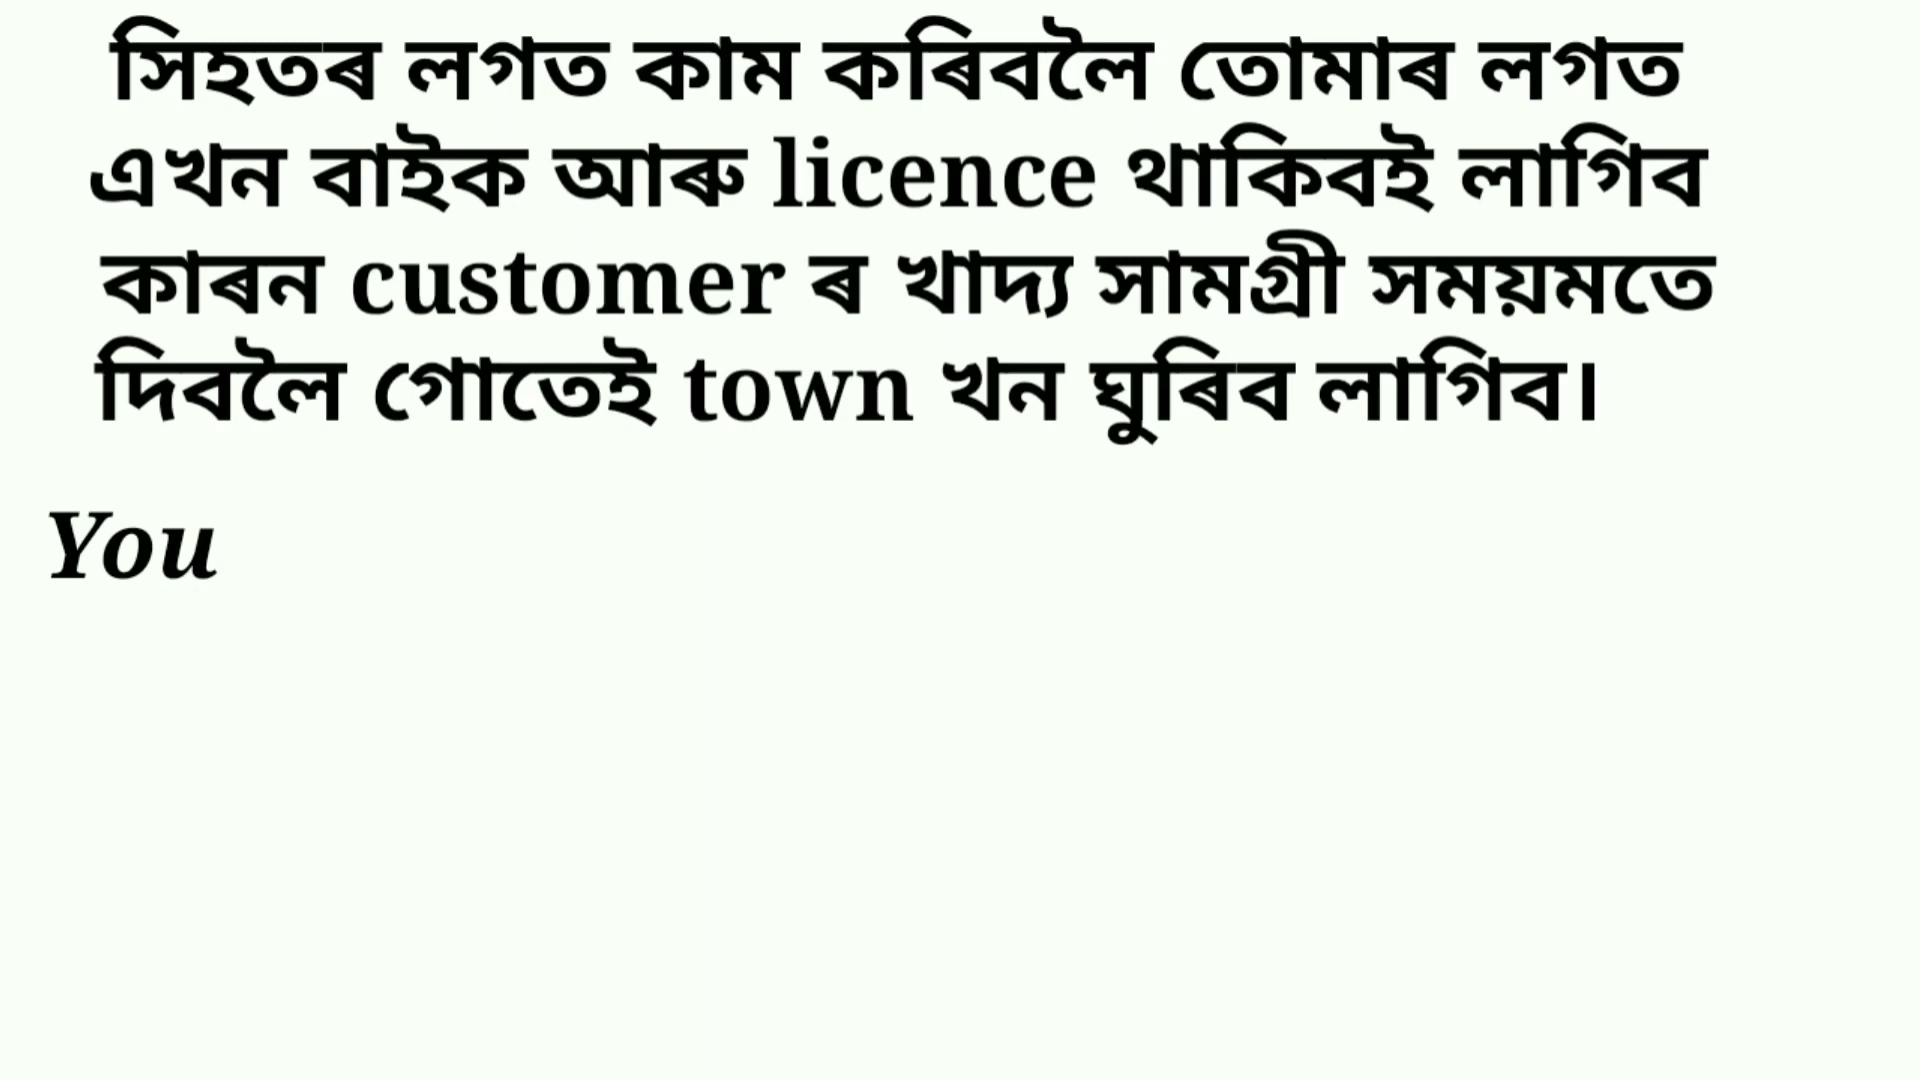 সিহতৰ লগত কাম কৰিবলৈ তোমাৰ লগত
এখন বাইক আৰু licence থাকিবই লাগিব
কাৰন customer ৰ খাদ্য সামগ্ৰী সময়মতে
দিবলৈ গোতেই town খন ঘুৰিব লাগিব।
You